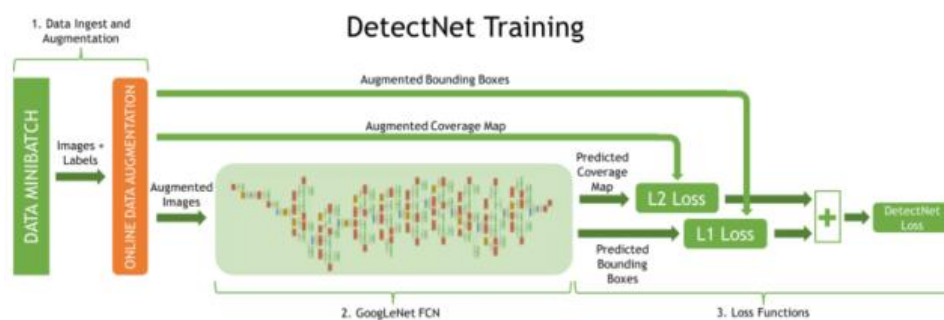 DetectNet Training
1. Data Ingest and
Augmentation
DATA MINIBATCH
Images +
Labels
ONLINE DATA AUGMENTATION
Augmented Bounding Boxes
Augmented Coverage Map
Augmented
Images
Predicted
Coverage
Map
L2 Loss
L1 Loss
Predicted
Bounding
Boxes
+
DetectNet
Loss
2. GoogLeNet FCN
3. Loss Functions